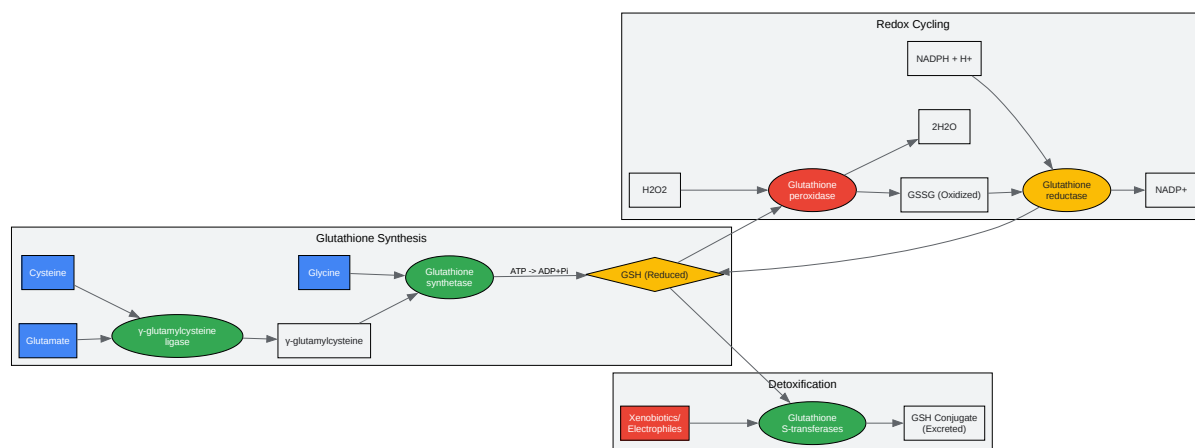 Redox Cycling
NADPH + H+
2H2O
H2O2
Glutathione
peroxidase
GSSG (Oxidized)
Glutathione
reductase
NADP+
Glutathione Synthesis
Cysteine
Glycine
Glutathione
synthetase
ATP -> ADP+Pi
GSH (Reduced)
Glutamate
γ-glutamylcysteine
ligase
γ-glutamylcysteine
Detoxification
Xenobiotics/
Electrophiles
Glutathione
S-transferases
GSH Conjugate
(Excreted)